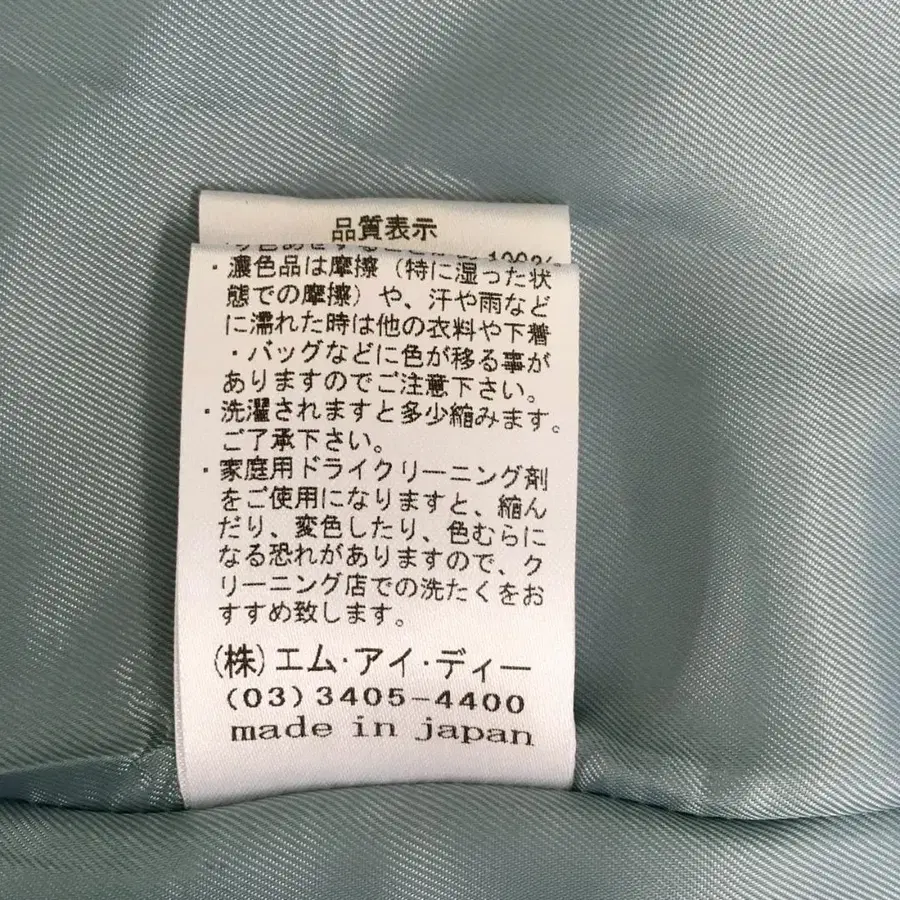 品質表示
・濃色品は摩擦（特に湿った状
態での摩擦）や、汗や雨など
に濡れた時は他の衣料や下着
・バッグなどに色が移る事が
ありますのでご注意下さい。
・洗濯されますと多少縮みます。
ご了承下さい。
・家庭用ドライクリーニング剤
をご使用になりますと、縮ん
だり、変色したり、色むらに
なる恐れがありますので、ク
リーニング店での洗たくをお
すすめ致します。
(株)エム・アイ・ディー
(03)3405-4400
made in japan